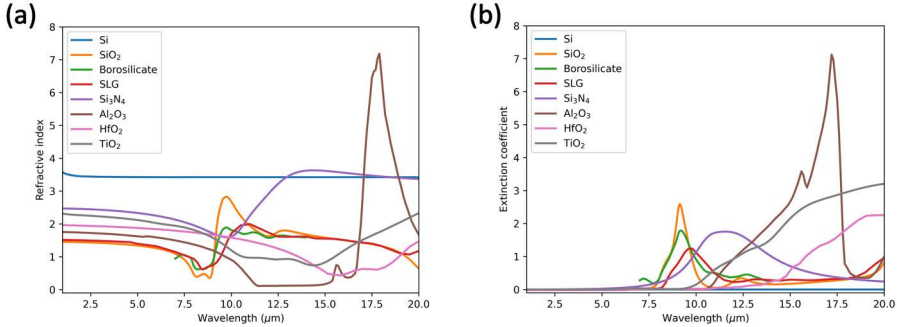 (a)
8
7
6
5
4
3
2
1
0
Refractive index
Si
SiO₂
Borosilicate
SLG
Si₃N₄
Al₂O₃
HfO₂
TiO₂
2.5 5.0 7.5 10.0 12.5 15.0 17.5 20.0
Wavelength (μm)
(b)
8
7
6
5
4
3
2
1
0
Extinction coefficient
Si
SiO₂
Borosilicate
SLG
Si₃N₄
Al₂O₃
HfO₂
TiO₂
2.5 5.0 7.5 10.0 12.5 15.0 17.5 20.0
Wavelength (μm)